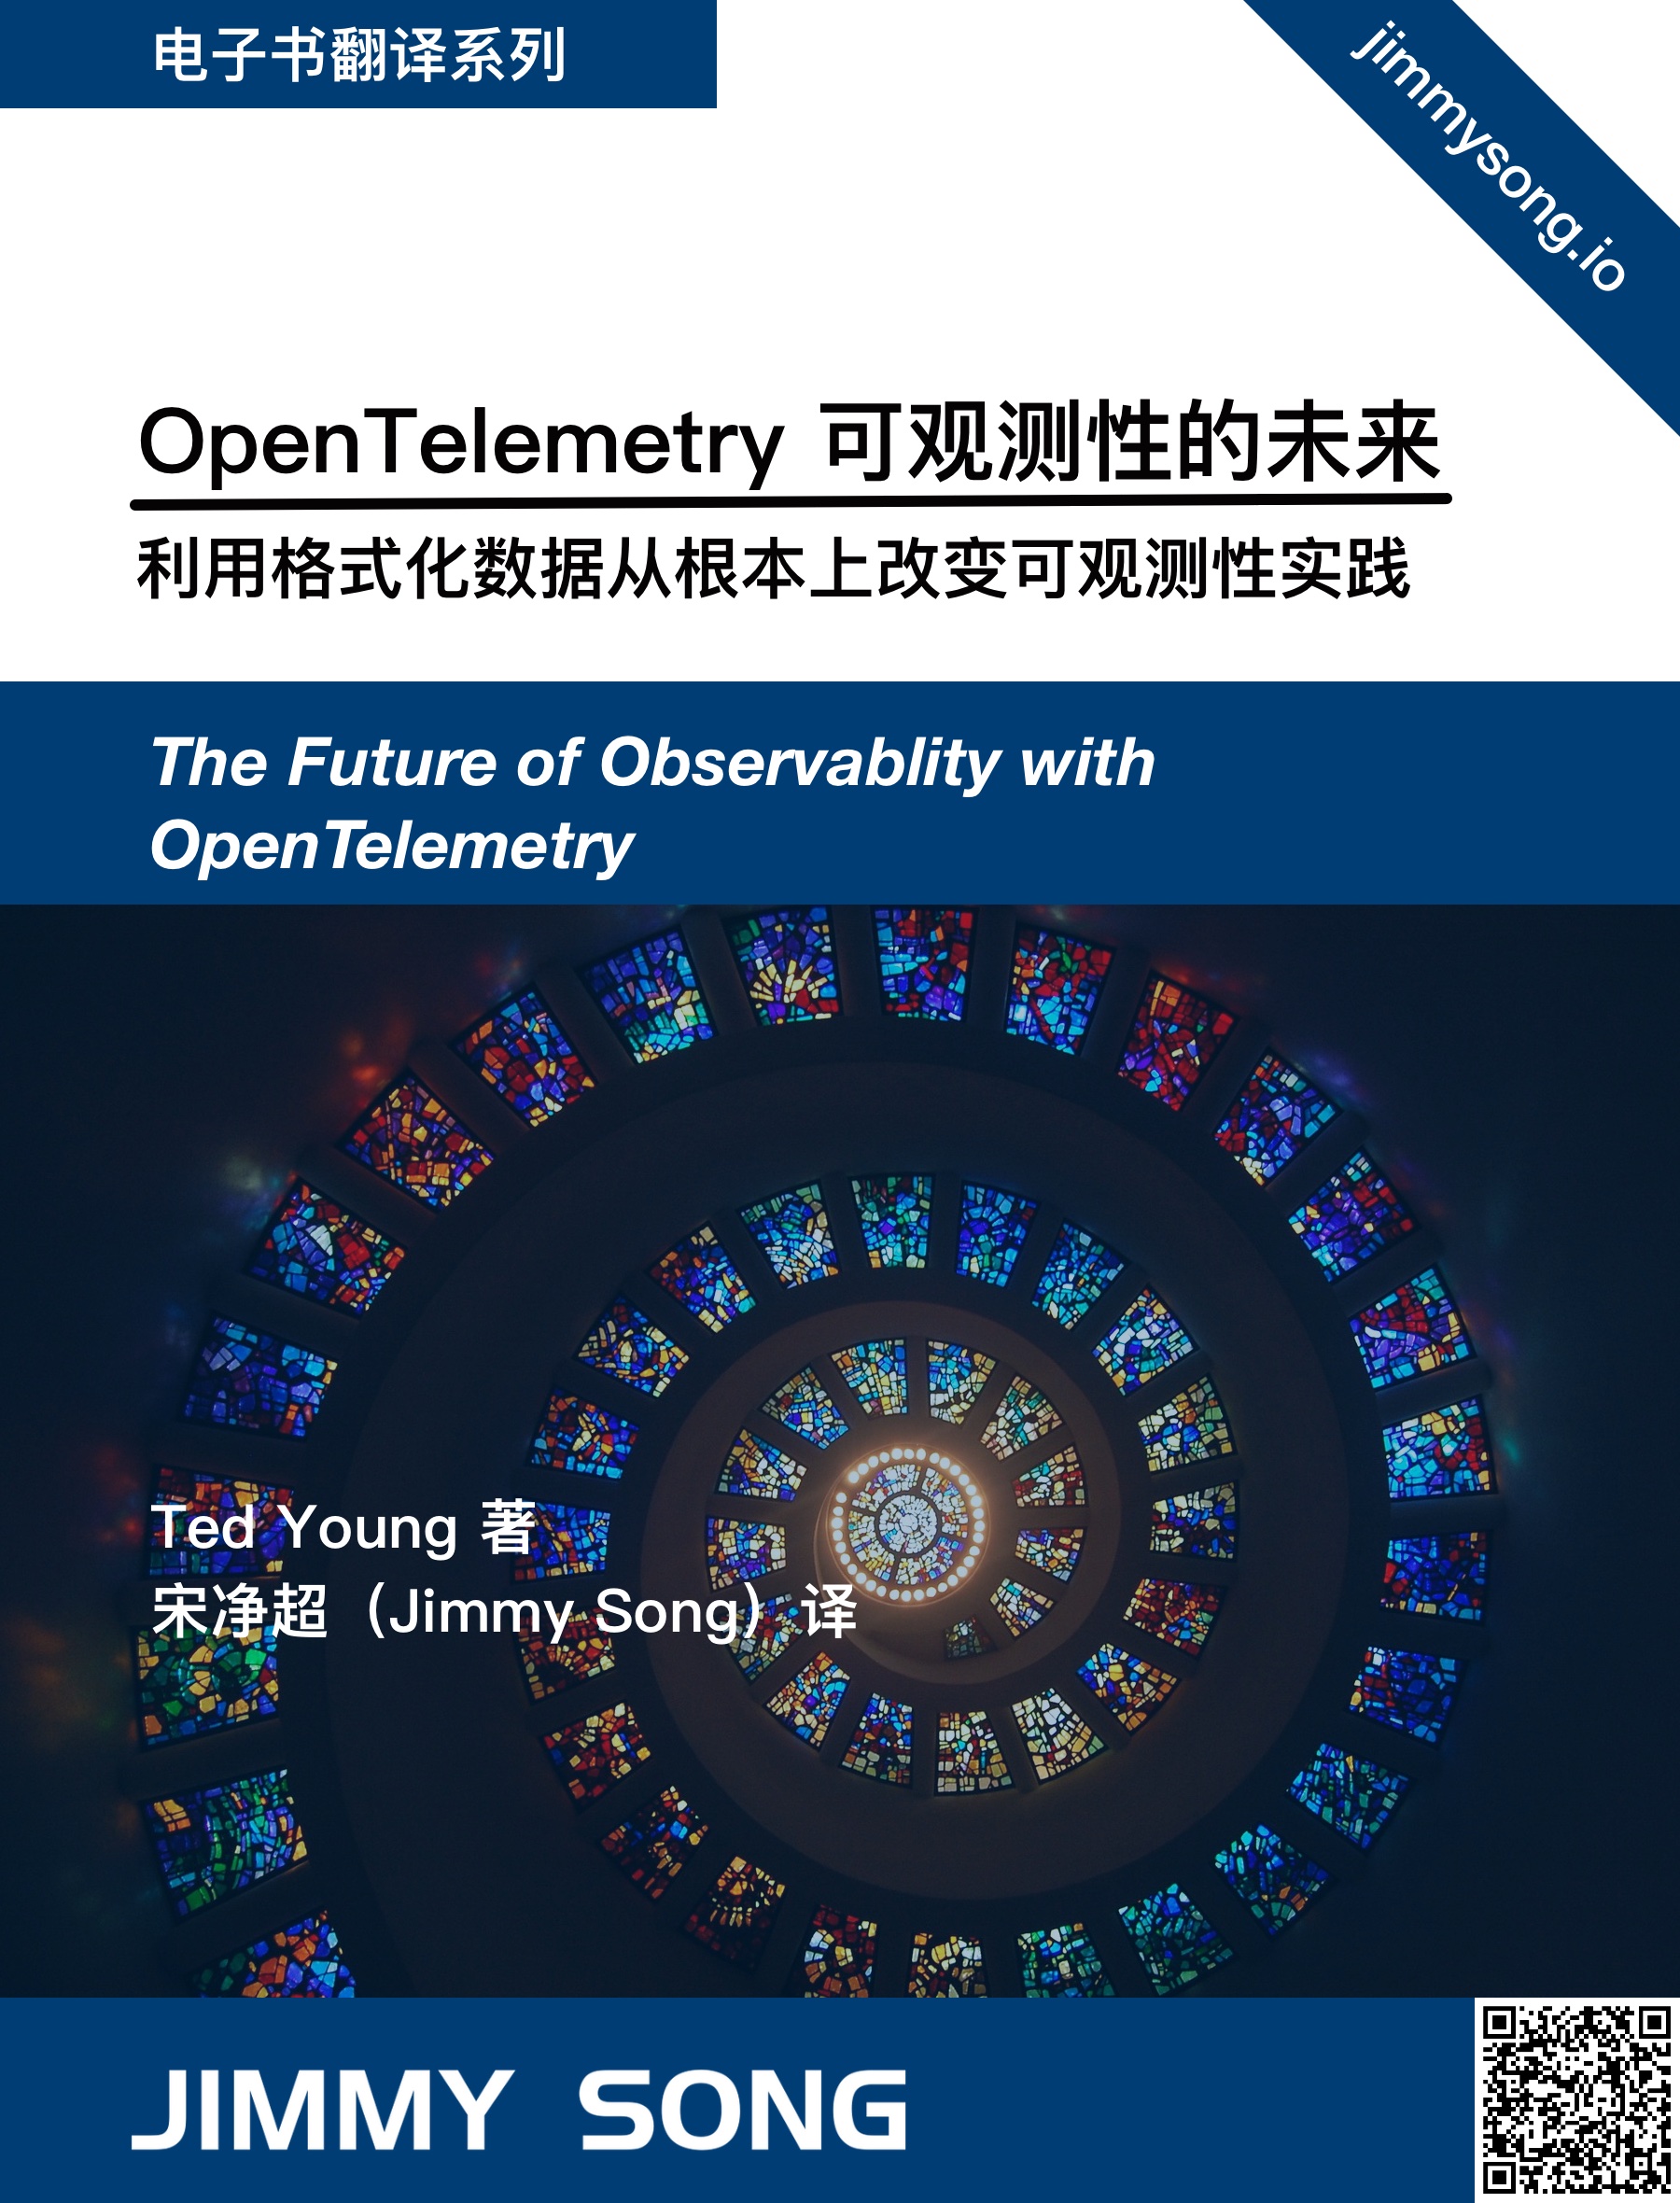 电子书翻译系列
jimmysong.io
OpenTelemetry 可观测性的未来
利用格式化数据从根本上改变可观测性实践
The Future of Observablity with
OpenTelemetry
Ted Young 著
宋净超（Jimmy Song）译
JIMMY SONG